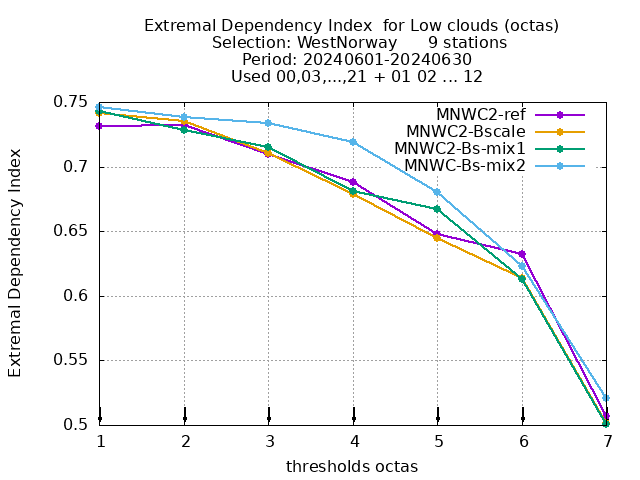 Extremal Dependency Index  for Low clouds (octas)
Selection: WestNorway      9 stations
Period: 20240601-20240630
Used 00,03,...,21 + 01 02 ... 12
MNWC2-ref
MNWC2-Bscale
MNWC2-Bs-mix1
MNWC-Bs-mix2
Extremal Dependency Index
0.75
0.7
0.65
0.6
0.55
0.5
1 2 3 4 5 6 7
thresholds octas